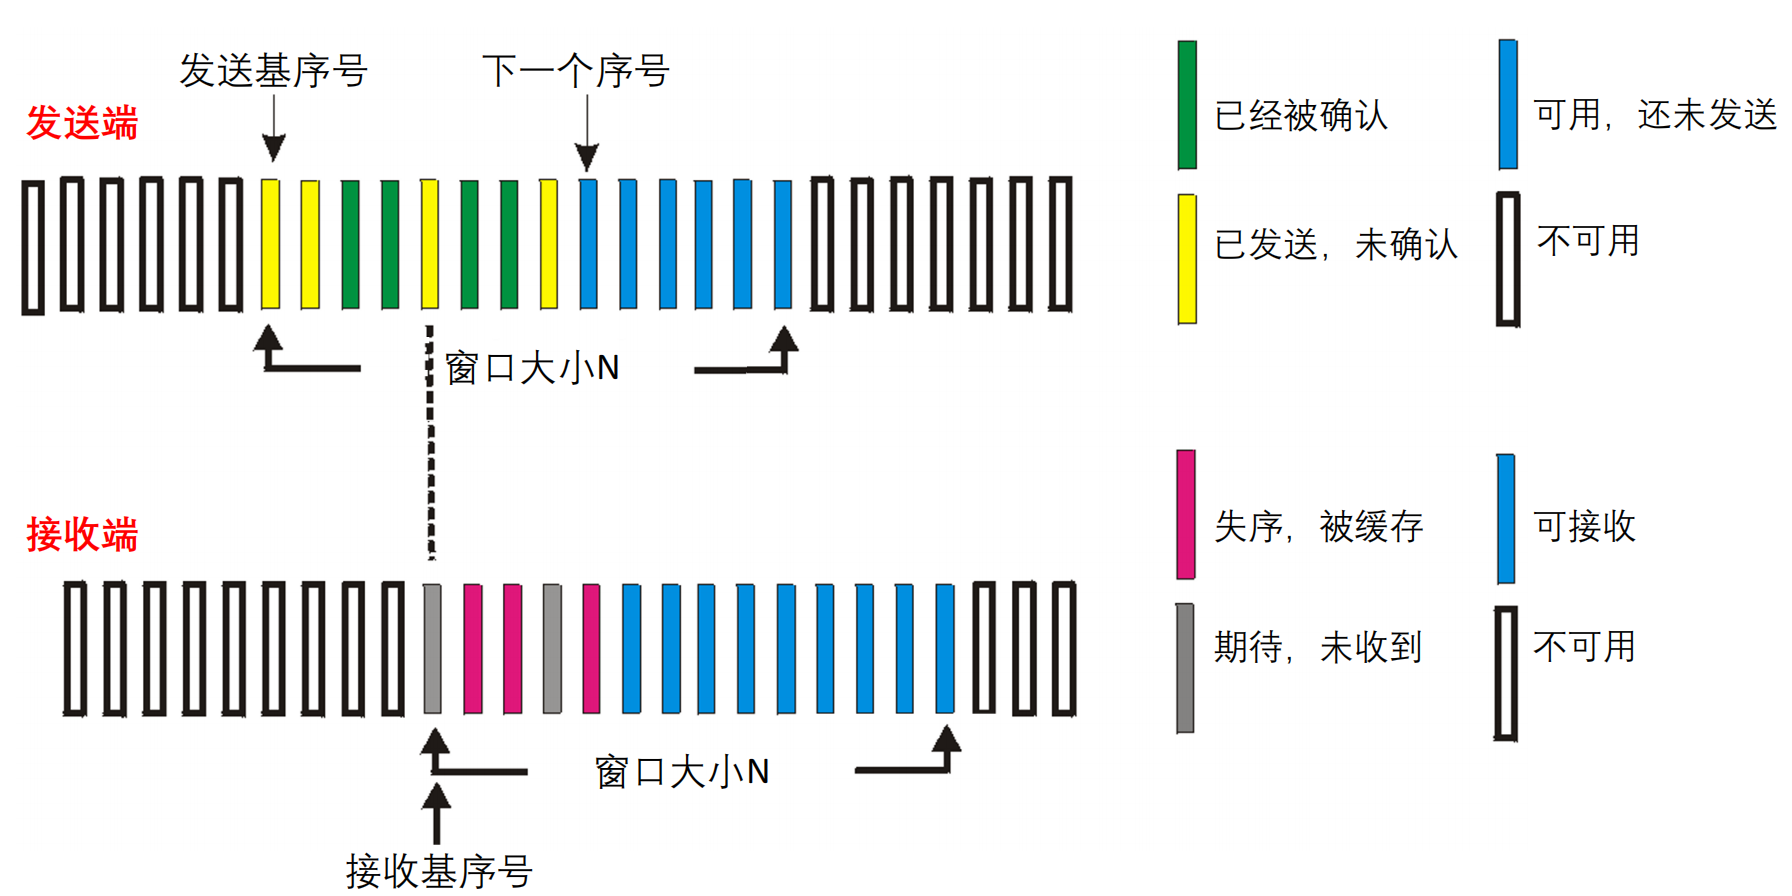 发送基序号
下一个序号
发送端
窗口大小N
已经被确认
可用，还未发送
已发送，未确认
不可用
接收端
窗口大小N
接收基序号
失序，被缓存
可接收
期待，未收到
不可用